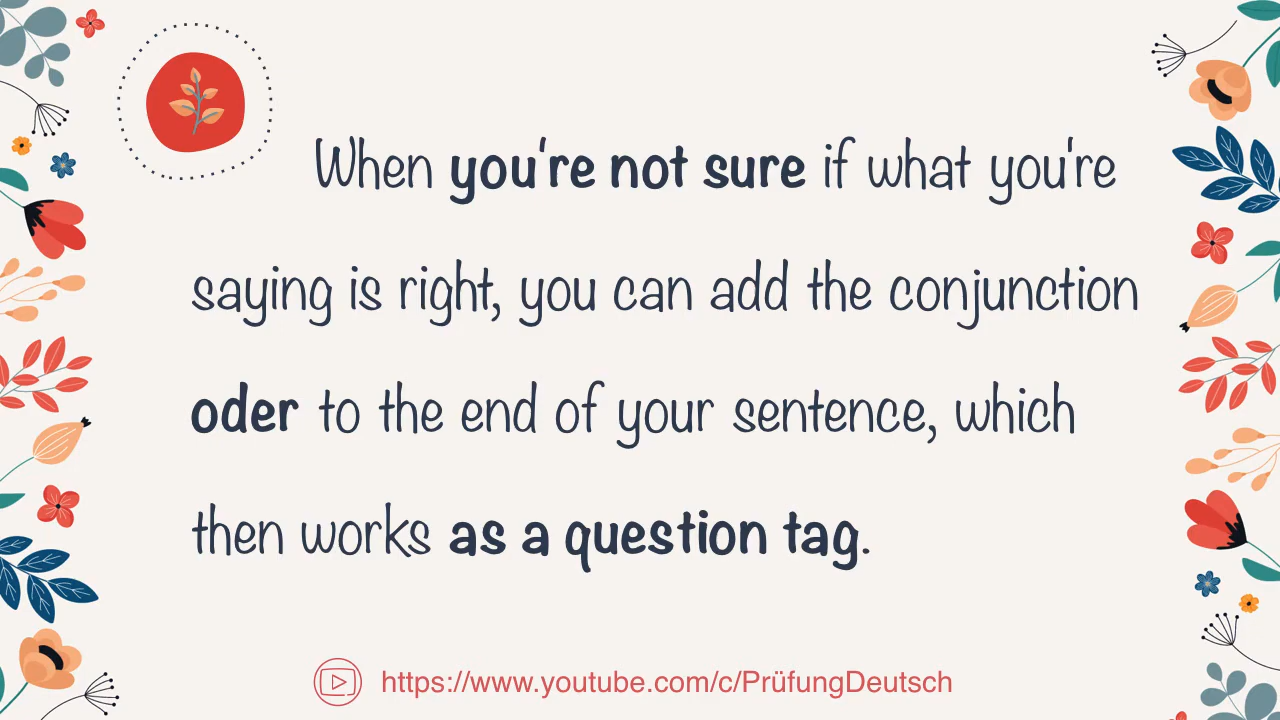 When you're not sure if what you're
saying is right, you can add the conjunction
oder to the end of your sentence, which
then works as a question tag.
https://www.youtube.com/c/PrüfungDeutsch